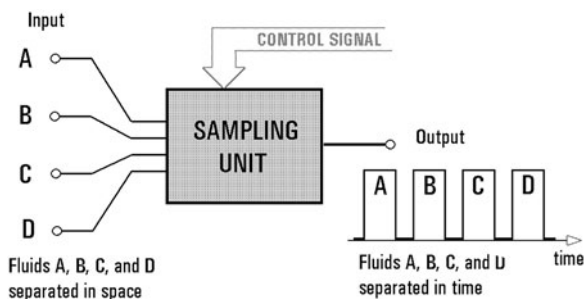 Input
CONTROL SIGNAL
A
B
C
D
SAMPLING
UNIT
Output
A B C D
time
Fluids A, B, C, and D
separated in space
Fluids A, B, C, and D
separated in time